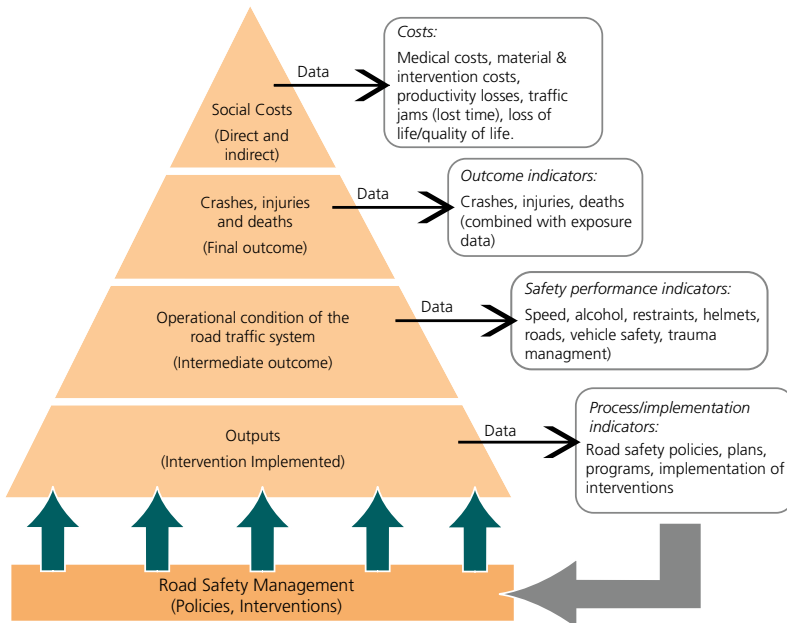 Costs:
Medical costs, material &
intervention costs,
productivity losses, traffic
jams (lost time), loss of
life/quality of life.
Data
Social Costs
(Direct and
indirect)
Outcome indicators:
Crashes, injuries, deaths
(combined with exposure
data)
Data
Crashes, injuries
and deaths
(Final outcome)
Safety performance indicators:
Speed, alcohol, restraints, helmets,
roads, vehicle safety, trauma
managment)
Data
Operational condition of the
road traffic system
(Intermediate outcome)
Process/implementation
indicators:
Road safety policies, plans,
programs, implementation of
interventions
Data
Outputs
(Intervention Implemented)
Road Safety Management
(Policies, Interventions)